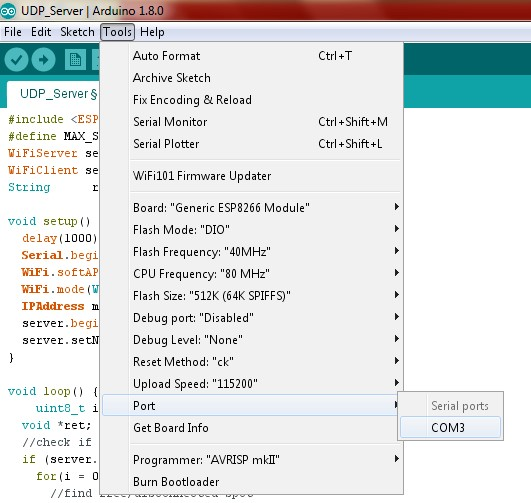 UDP_Server | Arduino 1.8.0
File Edit Sketch Tools Help
UDP_Server §
Auto Format Ctrl+T
Archive Sketch
Fix Encoding & Reload
Serial Monitor Ctrl+Shift+M
Serial Plotter Ctrl+Shift+L
WiFi101 Firmware Updater
Board: "Generic ESP8266 Module"
Flash Mode: "DIO"
Flash Frequency: "40MHz"
CPU Frequency: "80 MHz"
Flash Size: "512K (64K SPIFFS)"
Debug port: "Disabled"
Debug Level: "None"
Reset Method: "ck"
Upload Speed: "115200"
Port
Get Board Info
Programmer: "AVRISP mkII"
Burn Bootloader
Serial ports
COM3
#include <ESP
#define MAX_S
WiFiServer se
WiFiClient se
String r
void setup()
delay(1000)
Serial.begi
WiFi.softAP
WiFi.mode(W
IPAddress m
server.begi
server.setN
}
void loop() {
uint8_t i
void *ret;
//check if
if (server.
for(i = 0